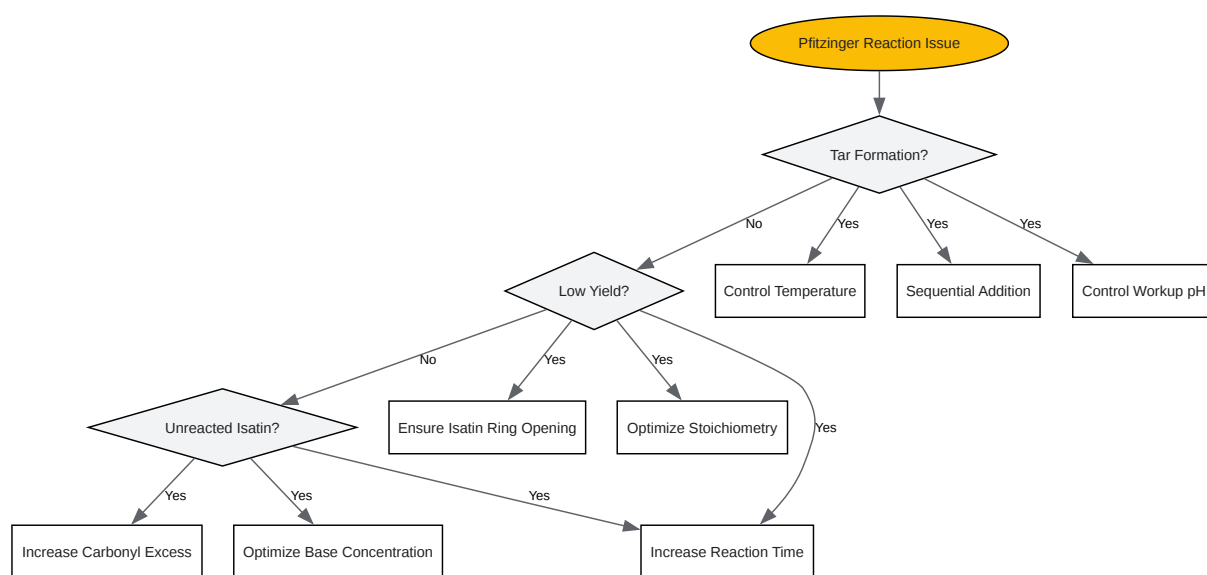 Pfitzinger Reaction Issue
Tar Formation?
No
Yes
Yes
Yes
Low Yield?
Control Temperature
Sequential Addition
Control Workup pH
No
Yes
Yes
Yes
Unreacted Isatin?
Ensure Isatin Ring Opening
Optimize Stoichiometry
Yes
Yes
Yes
Increase Carbonyl Excess
Optimize Base Concentration
Increase Reaction Time